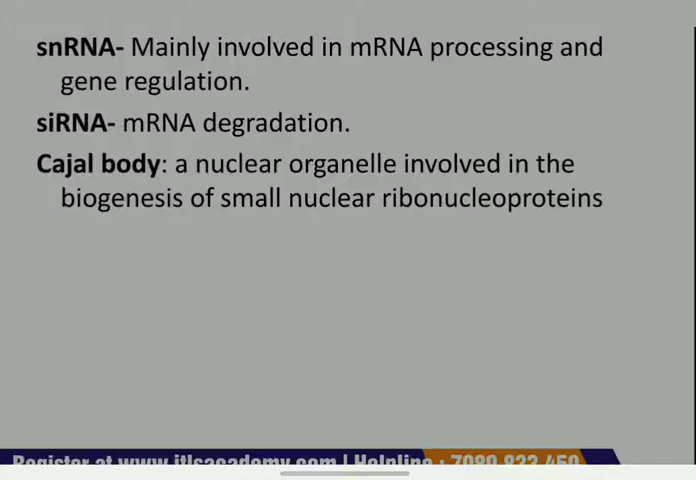 snRNA- Mainly involved in mRNA processing and
gene regulation.
siRNA- mRNA degradation.
Cajal body: a nuclear organelle involved in the
biogenesis of small nuclear ribonucleoproteins
Register at www.itlsacademy.com | Helpline : 7090 922 450